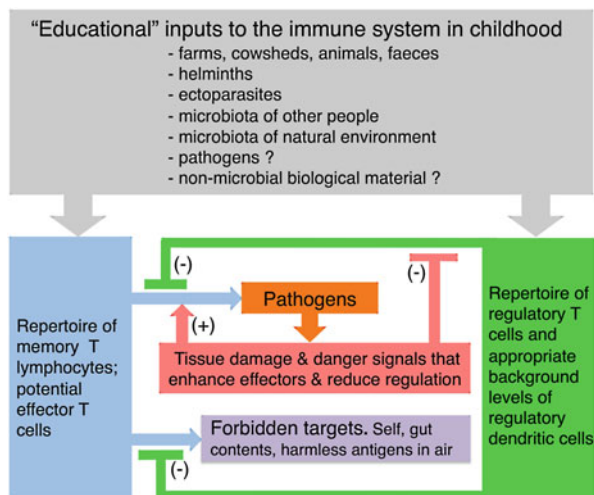 “Educational” inputs to the immune system in childhood
- farms, cowsheds, animals, faeces
- helminths
- ectoparasites
- microbiota of other people
- microbiota of natural environment
- pathogens ?
- non-microbial biological material ?
Repertoire of
memory T
lymphocytes;
potential
effector T
cells
(-)
(+)
Pathogens
(-)
Tissue damage & danger signals that
enhance effectors & reduce regulation
Forbidden targets. Self, gut
contents, harmless antigens in air
(-)
Repertoire of
regulatory T
cells and
appropriate
background
levels of
regulatory
dendritic cells